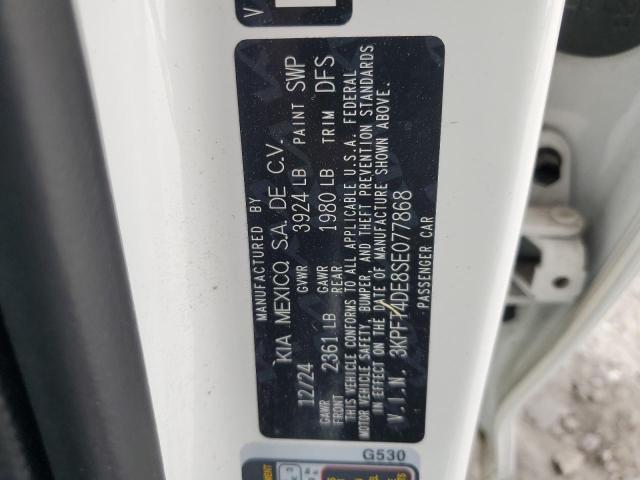 MANUFACTURED BY
KIA MEXICO, S.A. DE C.V.
12/24 GVWR 3924 LB PAINT SWP
GAWR FRONT 2361 LB GAWR REAR 1980 LB TRIM DFS
THIS VEHICLE CONFORMS TO ALL APPLICABLE U.S.A. FEDERAL
MOTOR VEHICLE SAFETY, BUMPER, AND THEFT PREVENTION STANDARDS
IN EFFECT ON THE DATE OF MANUFACTURE SHOWN ABOVE.
V.I.N. 3KPFT4DE8SE077868
PASSENGER CAR
G530
V